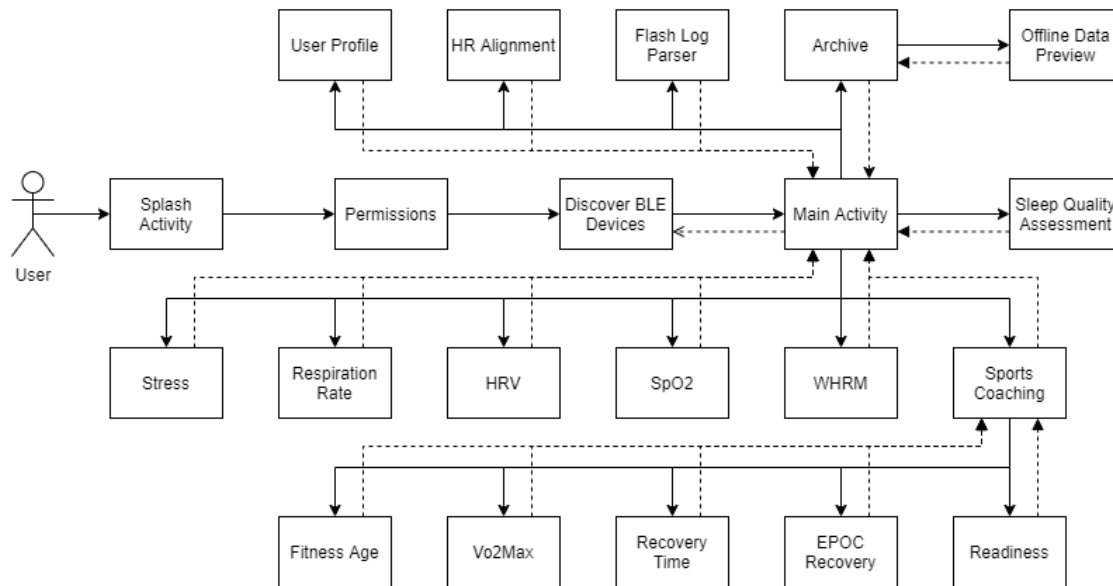 User Profile
HR Alignment
Flash Log
Parser
Archive
Offline Data
Preview
User
Splash
Activity
Permissions
Discover BLE
Devices
Main Activity
Sleep Quality
Assessment
Stress
Respiration
Rate
HRV
SpO2
WHRM
Sports
Coaching
Fitness Age
Vo2Max
Recovery
Time
EPOC
Recovery
Readiness